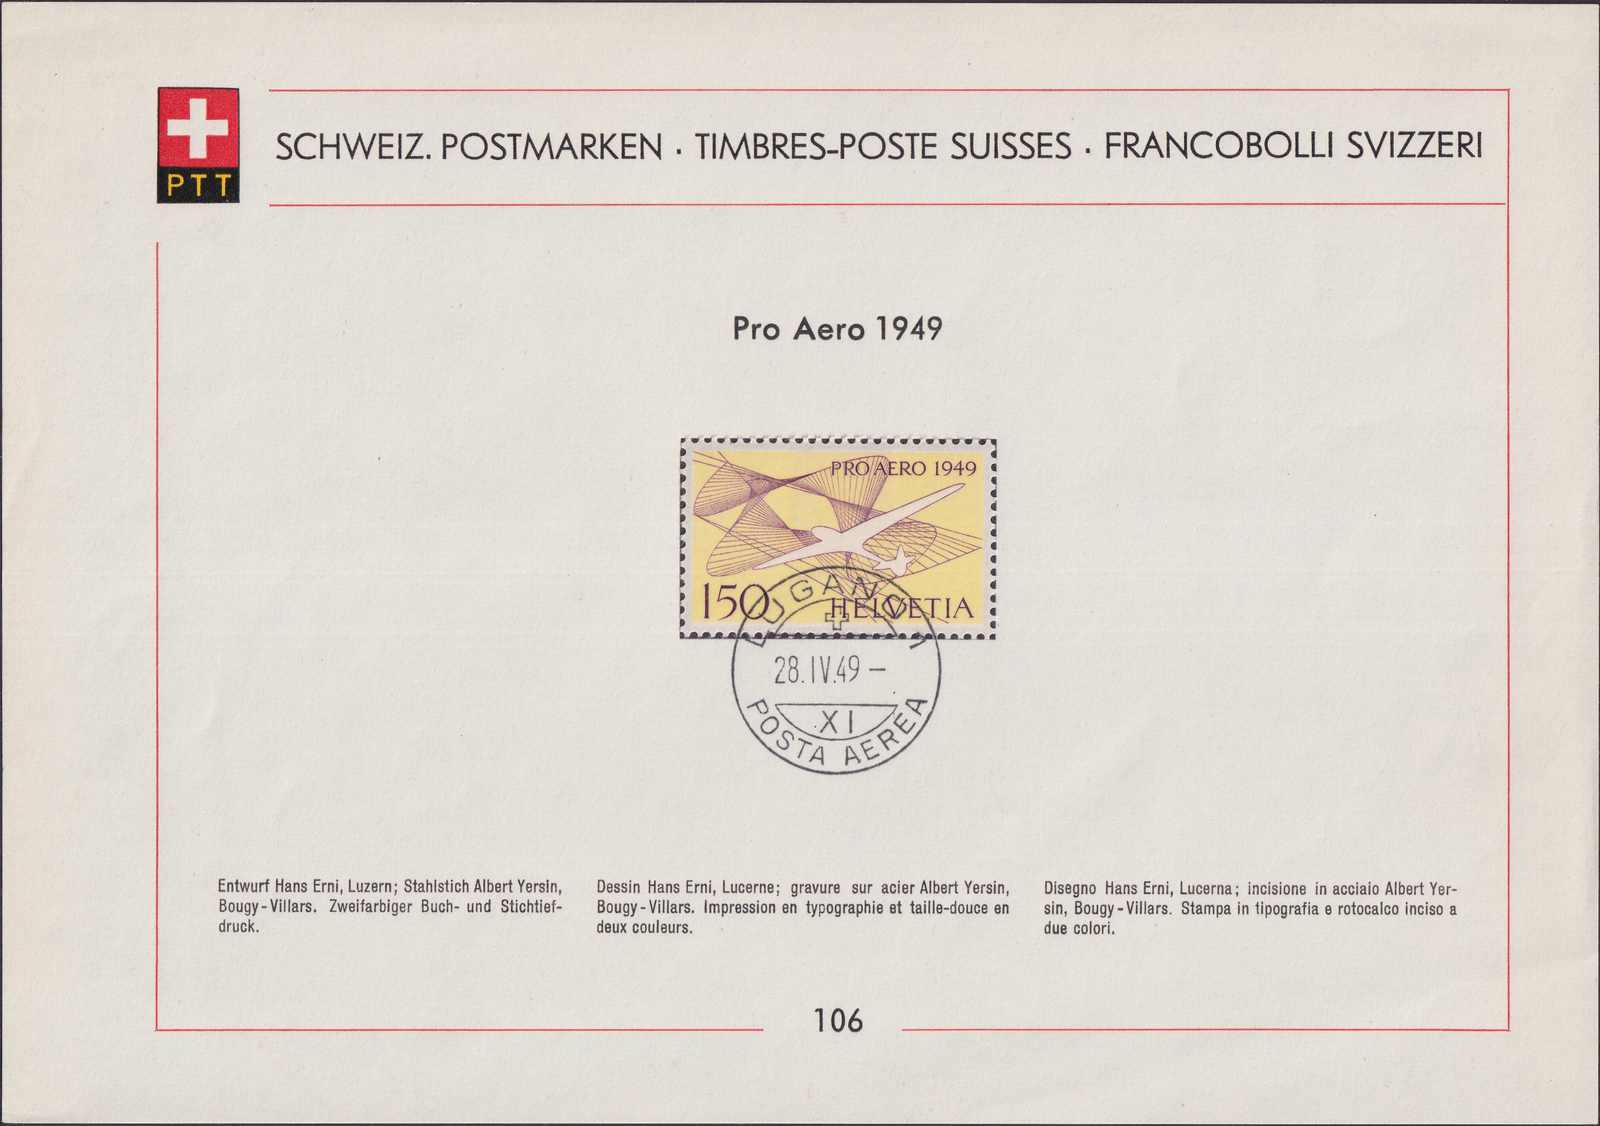 PTT
SCHWEIZ. POSTMARKEN · TIMBRES-POSTE SUISSES · FRANCOBOLLI SVIZZERI
Pro Aero 1949
PRO AERO 1949
150 HELVETIA
LUGANO 1
28.IV.49 –
XI
POSTA AEREA
Entwurf Hans Erni, Luzern; Stahlstich Albert Yersin,
Bougy-Villars. Zweifarbiger Buch- und Stichtief-
druck.
Dessin Hans Erni, Lucerne; gravure sur acier Albert Yersin,
Bougy-Villars. Impression en typographie et taille-douce en
deux couleurs.
Disegno Hans Erni, Lucerna; incisione in acciaio Albert Yer-
sin, Bougy-Villars. Stampa in tipografia e rotocalco inciso a
due colori.
106